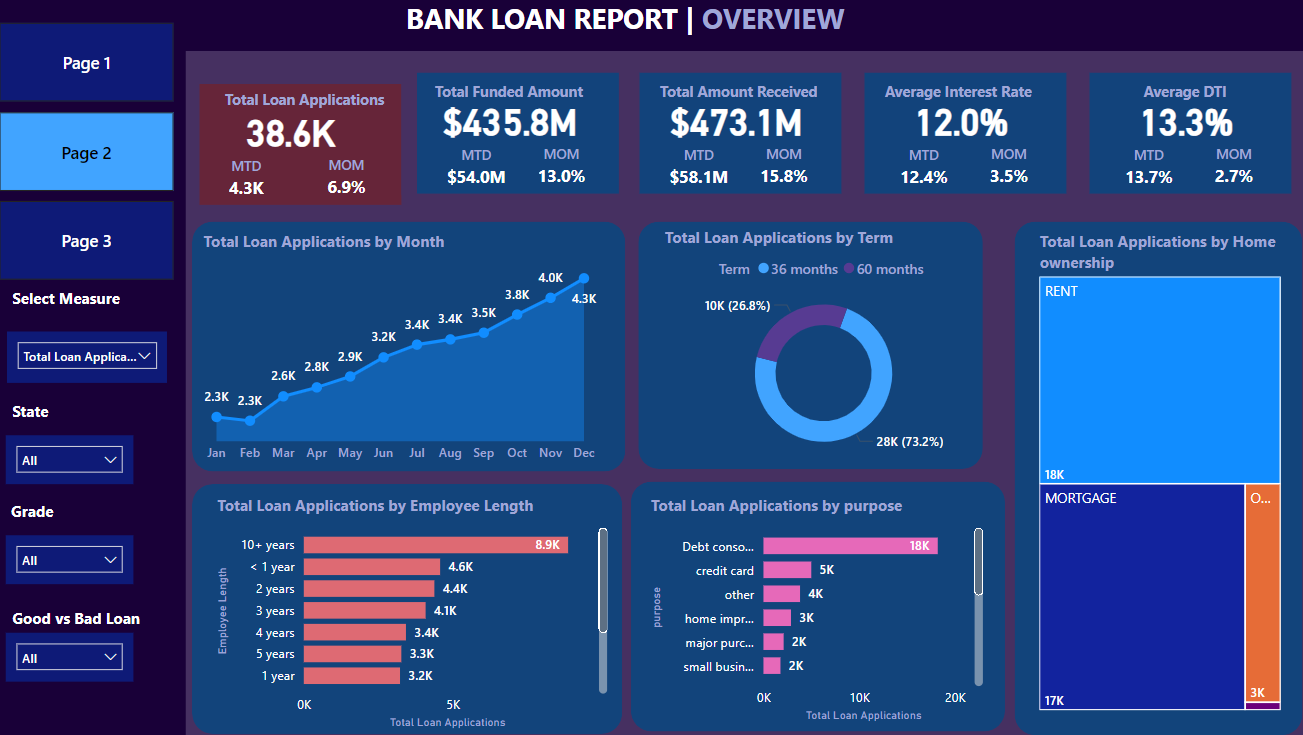 BANK LOAN REPORT | OVERVIEW
Page 1
Page 2
Page 3
Select Measure
Total Loan Applica...
State
All
Grade
All
Good vs Bad Loan
All
Total Loan Applications
38.6K
MTD MOM
4.3K 6.9%
Total Funded Amount
$435.8M
MTD MOM
$54.0M 13.0%
Total Amount Received
$473.1M
MTD MOM
$58.1M 15.8%
Average Interest Rate
12.0%
MTD MOM
12.4% 3.5%
Average DTI
13.3%
MTD MOM
13.7% 2.7%
Total Loan Applications by Month
2.3K 2.3K 2.6K 2.8K 2.9K 3.2K 3.4K 3.4K 3.5K 3.8K 4.0K 4.3K
Jan Feb Mar Apr May Jun Jul Aug Sep Oct Nov Dec
Total Loan Applications by Term
Term 36 months 60 months
10K (26.8%)
28K (73.2%)
Total Loan Applications by Home
ownership
RENT
18K
MORTGAGE
17K
O...
3K
Total Loan Applications by Employee Length
Employee Length
10+ years 8.9K
< 1 year 4.6K
2 years 4.4K
3 years 4.1K
4 years 3.4K
5 years 3.3K
1 year 3.2K
0K 5K
Total Loan Applications
Total Loan Applications by purpose
purpose
Debt conso... 18K
credit card 5K
other 4K
home impr... 3K
major purc... 2K
small busin... 2K
0K 10K 20K
Total Loan Applications